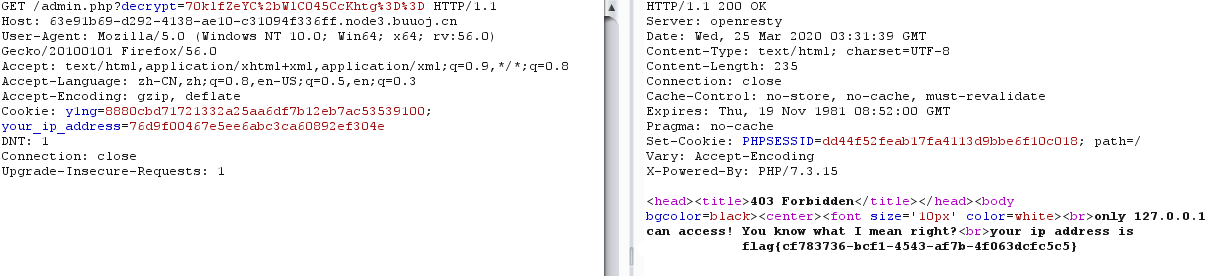 GET /admin.php?decrypt=70klfZeYC%2bWlC045CcKhtg%3D%3D HTTP/1.1
Host: 63e91b69-d292-4138-ae10-c31094f336ff.node3.buuoj.cn
User-Agent: Mozilla/5.0 (Windows NT 10.0; Win64; x64; rv:56.0)
Gecko/20100101 Firefox/56.0
Accept: text/html,application/xhtml+xml,application/xml;q=0.9,*/*;q=0.8
Accept-Language: zh-CN,zh;q=0.8,en-US;q=0.5,en;q=0.3
Accept-Encoding: gzip, deflate
Cookie: y1ng=8880cbd71721332a25aa6df7b12eb7ac53539100;
your_ip_address=76d9f00467e5ee6abc3ca60892ef304e
DNT: 1
Connection: close
Upgrade-Insecure-Requests: 1
HTTP/1.1 200 OK
Server: openresty
Date: Wed, 25 Mar 2020 03:31:39 GMT
Content-Type: text/html; charset=UTF-8
Content-Length: 235
Connection: close
Cache-Control: no-store, no-cache, must-revalidate
Expires: Thu, 19 Nov 1981 08:52:00 GMT
Pragma: no-cache
Set-Cookie: PHPSESSID=dd44f52feab17fa4113d9bbe6f10c018; path=/
Vary: Accept-Encoding
X-Powered-By: PHP/7.3.15
<head><title>403 Forbidden</title></head><body
bgcolor=black><center><font size='10px' color=white><br>only 127.0.0.1
can access! You know what I mean right?<br>your ip address is
flag{cf783736-bcf1-4543-af7b-4f063dcfc5c5}